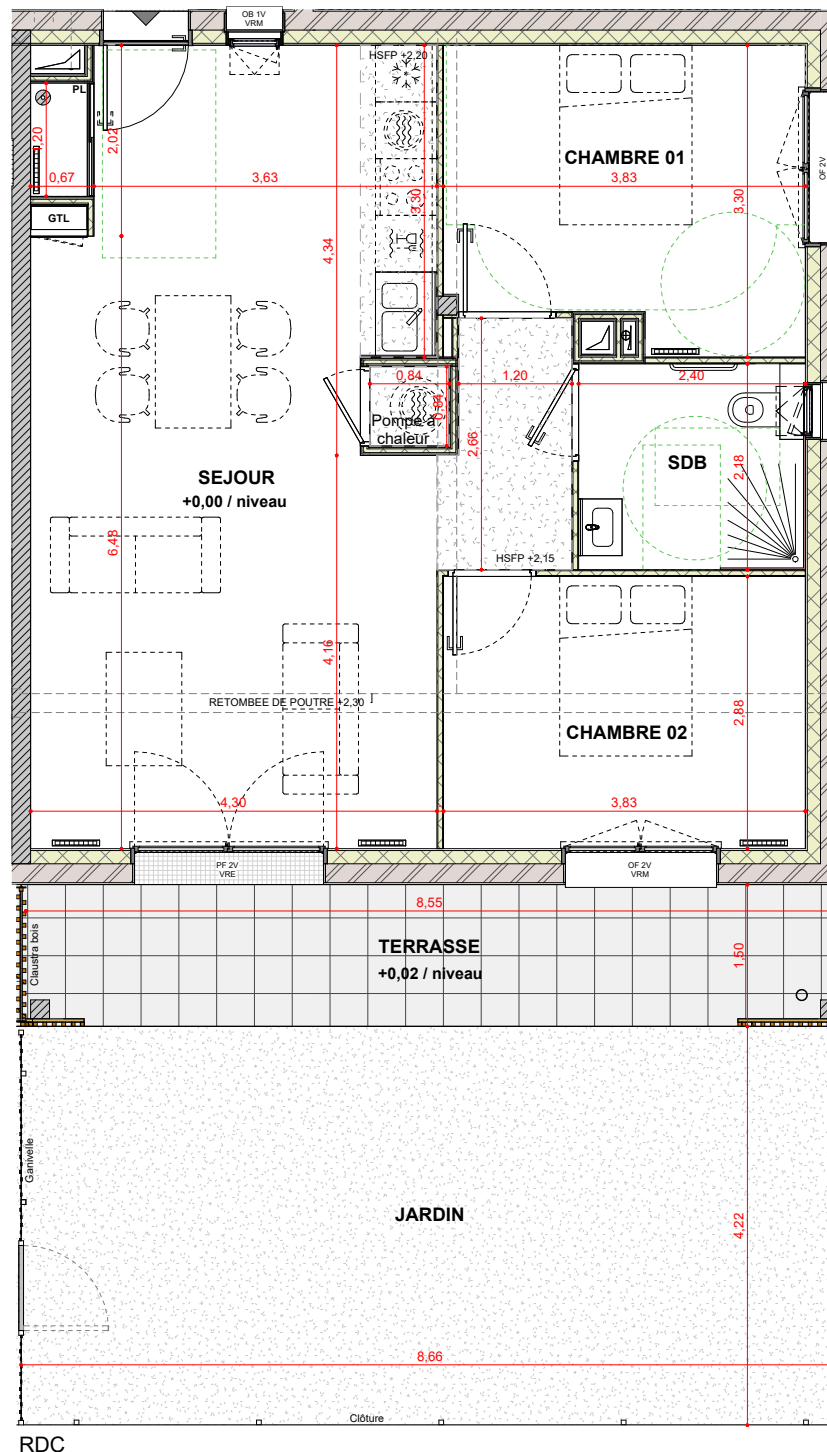 OB 1V
VRM
HSFP +2,20
PL
1,20
2,02
0,67
3,63
3,30
GTL
4,34
CHAMBRE 01
3,83
3,30
OF 2V
0,84
0,84
Pompe à
chaleur
1,20
2,66
2,40
SDB
2,18
SEJOUR
+0,00 / niveau
6,48
HSFP +2,15
4,16
RETOMBEE DE POUTRE +2,30
CHAMBRE 02
2,88
4,30
3,83
PF 2V
VRE
OF 2V
VRM
8,55
Claustra bois
TERRASSE
+0,02 / niveau
1,50
Ganivelle
JARDIN
4,22
8,66
Clôture
RDC